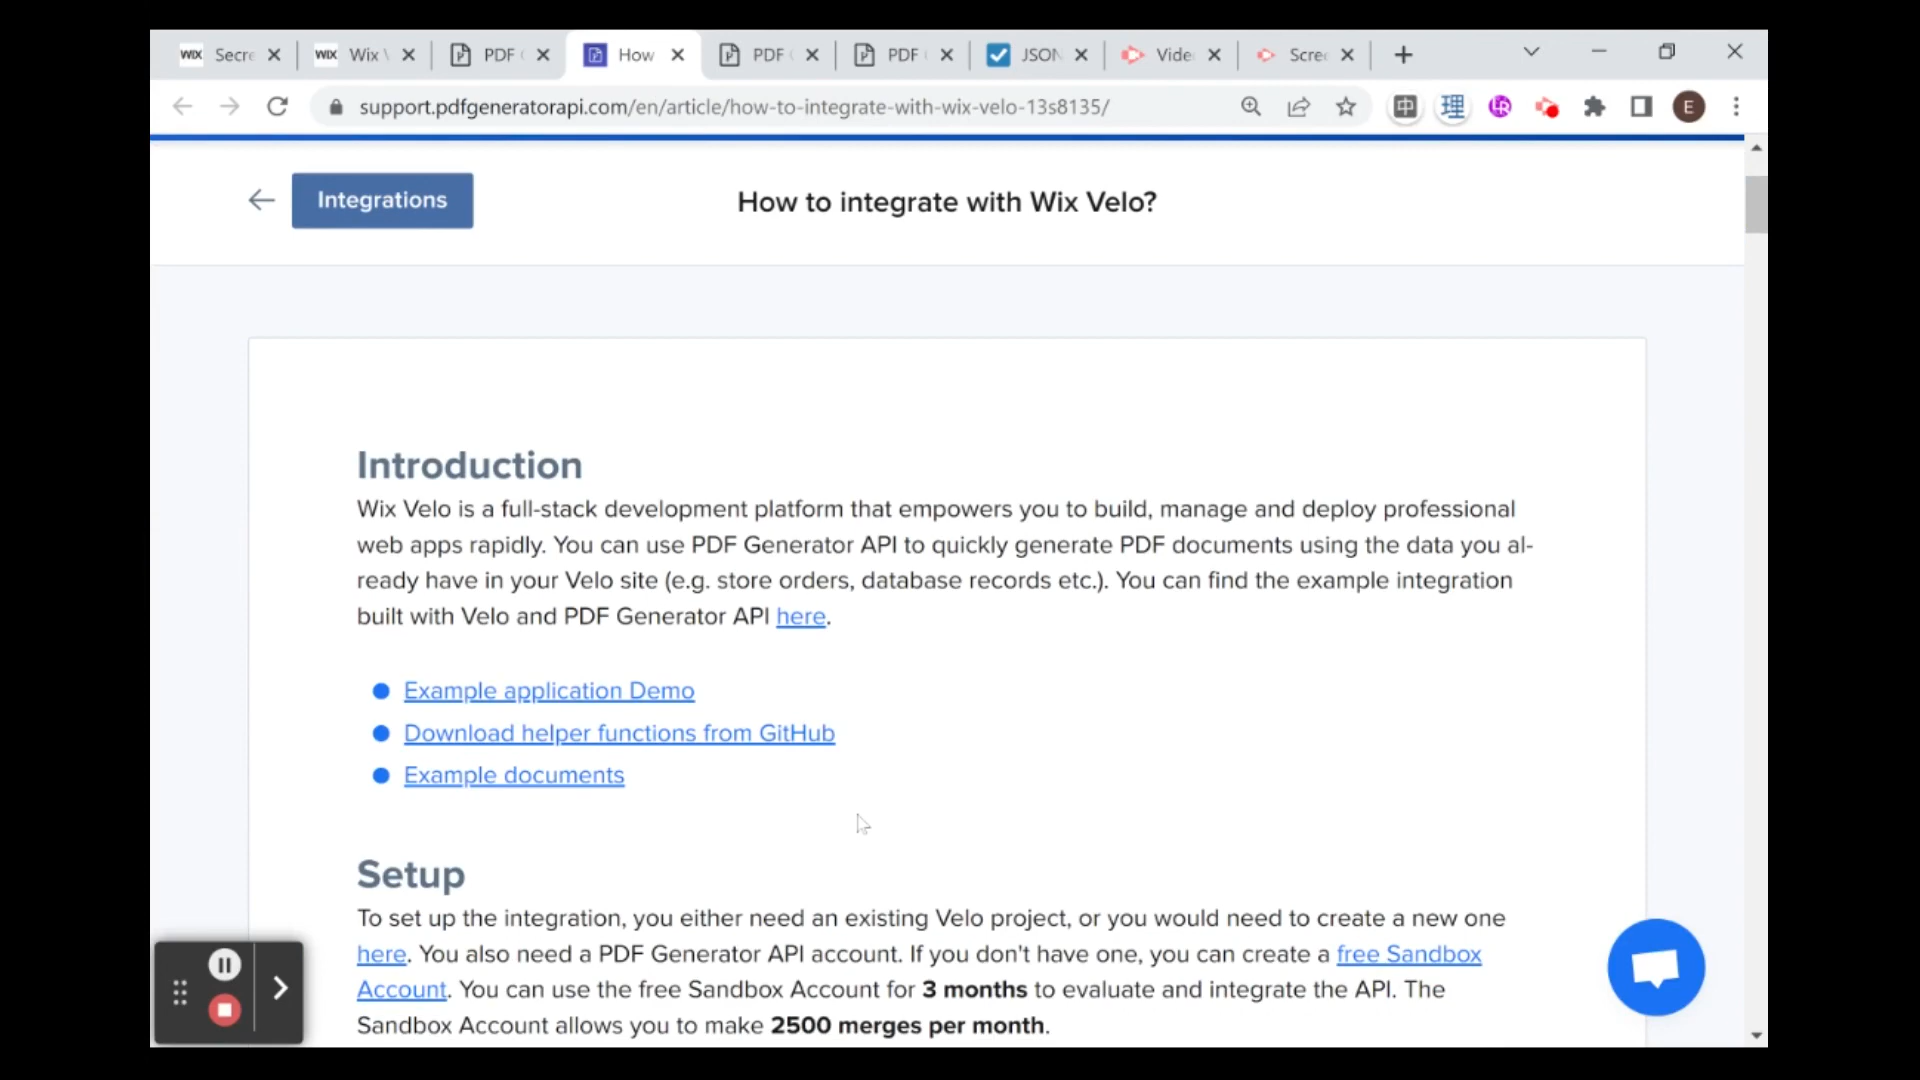 WIX Secre
WIX Wix
PDF
How
PDF
PDF
JSON
Vide
Scree
support.pdfgeneratorapi.com/en/article/how-to-integrate-with-wix-velo-13s8135/
中
理
E
Integrations
How to integrate with Wix Velo?
Introduction
Wix Velo is a full-stack development platform that empowers you to build, manage and deploy professional
web apps rapidly. You can use PDF Generator API to quickly generate PDF documents using the data you al-
ready have in your Velo site (e.g. store orders, database records etc.). You can find the example integration
built with Velo and PDF Generator API here.
Example application Demo
Download helper functions from GitHub
Example documents
Setup
To set up the integration, you either need an existing Velo project, or you would need to create a new one
here. You also need a PDF Generator API account. If you don't have one, you can create a free Sandbox
Account. You can use the free Sandbox Account for 3 months to evaluate and integrate the API. The
Sandbox Account allows you to make 2500 merges per month.